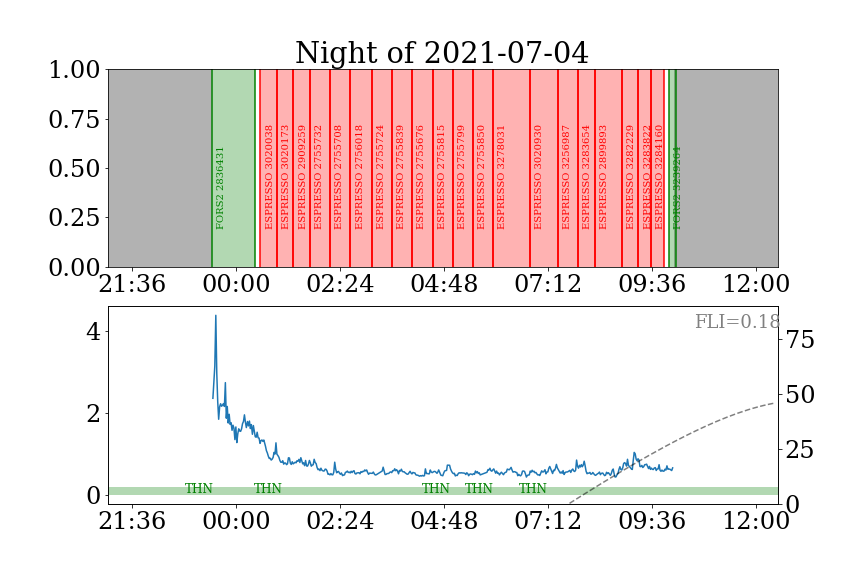 Night of 2021-07-04
1.00
0.75
0.50
0.25
0.00
FORS2 2836431
ESPRESSO 3020038
ESPRESSO 3020173
ESPRESSO 2909259
ESPRESSO 2755732
ESPRESSO 2755708
ESPRESSO 2756018
ESPRESSO 2755724
ESPRESSO 2755839
ESPRESSO 2755676
ESPRESSO 2755815
ESPRESSO 2755799
ESPRESSO 2755850
ESPRESSO 3278031
ESPRESSO 3020930
ESPRESSO 3256987
ESPRESSO 3283654
ESPRESSO 2899893
ESPRESSO 3282229
ESPRESSO 3283822
ESPRESSO 3284160
FORS2 3239264
21:36 00:00 02:24 04:48 07:12 09:36 12:00
FLI=0.18
4
2
0
75
50
25
0
THN THN THN THN THN
21:36 00:00 02:24 04:48 07:12 09:36 12:00